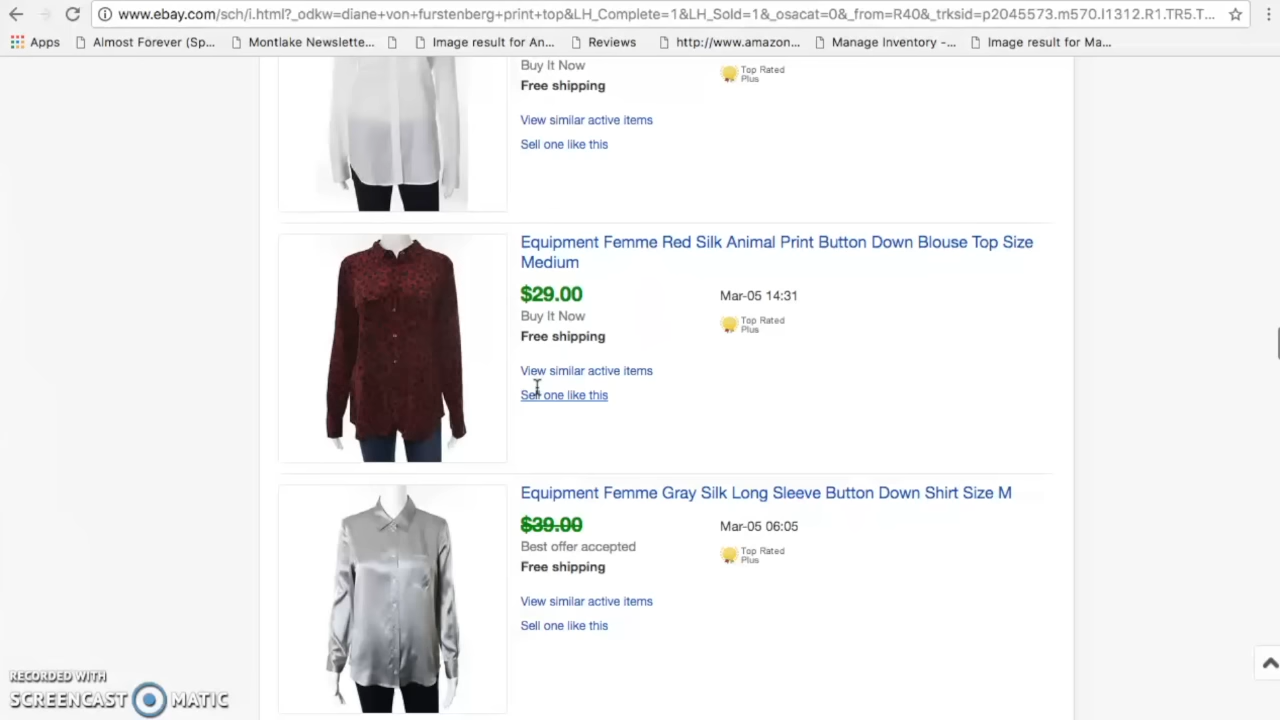 www.ebay.com/sch/i.html?_odkw=diane+von+furstenberg+print+top&LH_Complete=1&LH_Sold=1&_osacat=0&_from=R40&_trksid=p2045573.m570.l1312.R1.TR5.T...
Apps Almost Forever (Sp... Montlake Newslette... Image result for An... Reviews http://www.amazon... Manage Inventory -... Image result for Ma...
Buy It Now
Top Rated
Plus
Free shipping
View similar active items
Sell one like this
Equipment Femme Red Silk Animal Print Button Down Blouse Top Size
Medium
$29.00 Mar-05 14:31
Buy It Now
Top Rated
Plus
Free shipping
View similar active items
Sell one like this
Equipment Femme Gray Silk Long Sleeve Button Down Shirt Size M
$39.00 Mar-05 06:05
Best offer accepted
Top Rated
Plus
Free shipping
View similar active items
Sell one like this
RECORDED WITH
SCREENCAST MATIC